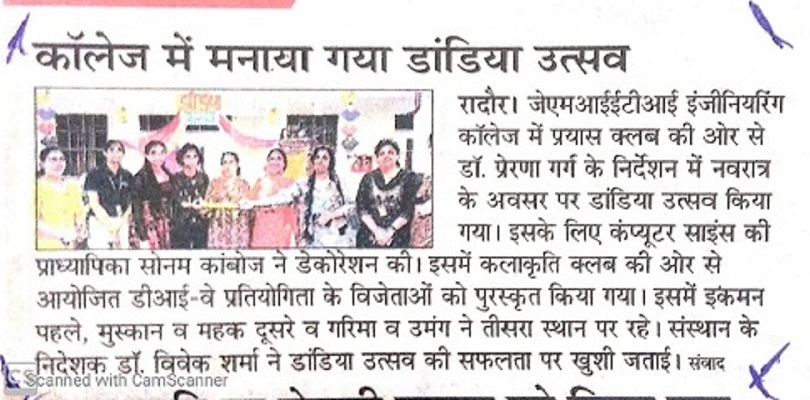 कॉलेज में मनाया गया डांडिया उत्सव
रादौर। जेएमआईईटीआई इंजीनियरिंग
कॉलेज में प्रयास क्लब की ओर से
डॉ. प्रेरणा गर्ग के निर्देशन में नवरात्र
के अवसर पर डांडिया उत्सव किया
गया। इसके लिए कंप्यूटर साइंस की
प्राध्यापिका सोनम कांबोज ने डेकोरेशन की। इसमें कलाकृति क्लब की ओर से
आयोजित डीआई-वे प्रतियोगिता के विजेताओं को पुरस्कृत किया गया। इसमें इकमन
पहले, मुस्कान व महक दूसरे व गरिमा व उमंग ने तीसरा स्थान पर रहे। संस्थान के
निदेशक डॉ. विवेक शर्मा ने डांडिया उत्सव की सफलता पर खुशी जताई। संवाद
CS Scanned with CamScanner